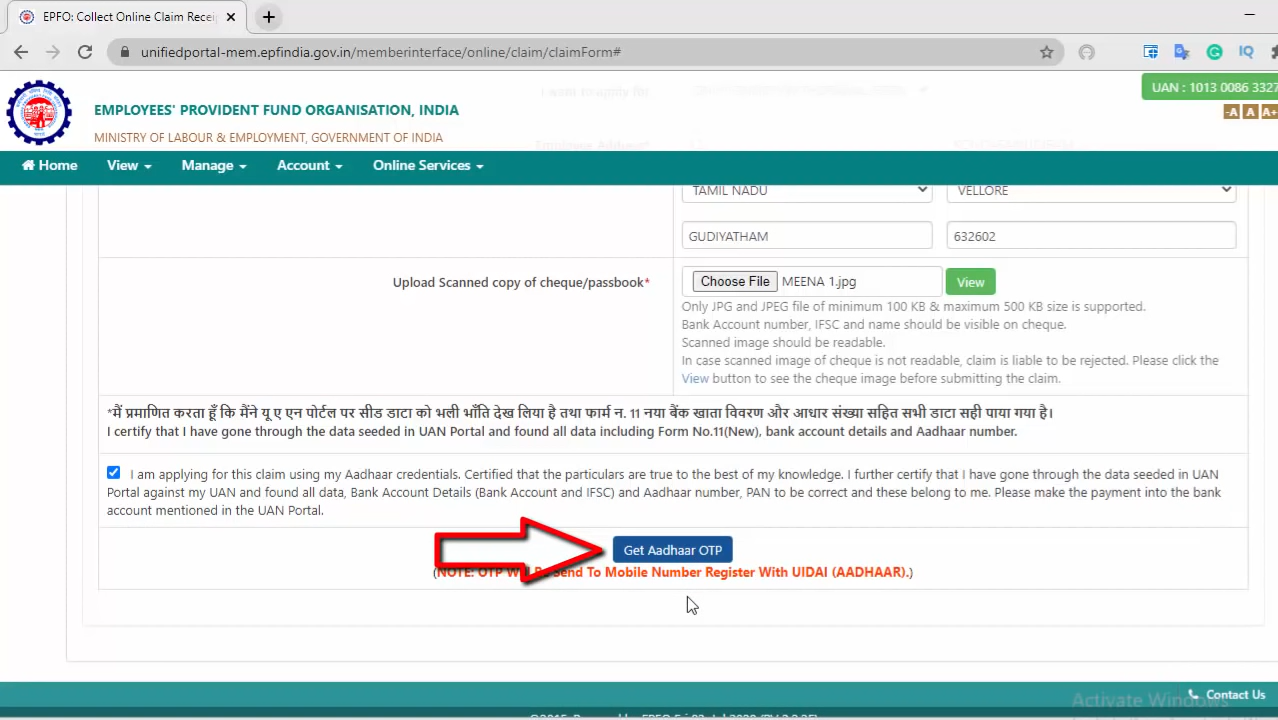 EPFO: Collect Online Claim Recei
unifiedportal-mem.epfindia.gov.in/memberinterface/online/claim/claimForm#
IQ
EMPLOYEES' PROVIDENT FUND ORGANISATION, INDIA
MINISTRY OF LABOUR & EMPLOYMENT, GOVERNMENT OF INDIA
UAN : 1013 0086 3327
-A A A+
Home View Manage Account Online Services
TAMIL NADU VELLORE
GUDIYATHAM 632602
Upload Scanned copy of cheque/passbook* Choose File MEENA 1.jpg View
Only JPG and JPEG file of minimum 100 KB & maximum 500 KB size is supported.
Bank Account number, IFSC and name should be visible on cheque.
Scanned image should be readable.
In case scanned image of cheque is not readable, claim is liable to be rejected. Please click the
View button to see the cheque image before submitting the claim.
*मैं प्रमाणित करता हूँ कि मैंने यू ए एन पोर्टल पर सीड डाटा को भली भाँति देख लिया है तथा फार्म न. 11 नया बैंक खाता विवरण और आधार संख्या सहित सभी डाटा सही पाया गया है।
I certify that I have gone through the data seeded in UAN Portal and found all data including Form No.11(New), bank account details and Aadhaar number.
I am applying for this claim using my Aadhaar credentials. Certified that the particulars are true to the best of my knowledge. I further certify that I have gone through the data seeded in UAN
Portal against my UAN and found all data, Bank Account Details (Bank Account and IFSC) and Aadhaar number, PAN to be correct and these belong to me. Please make the payment into the bank
account mentioned in the UAN Portal.
Get Aadhaar OTP
(NOTE: OTP Will Be Send To Mobile Number Register With UIDAI (AADHAAR).)
Activate Windows
Contact Us